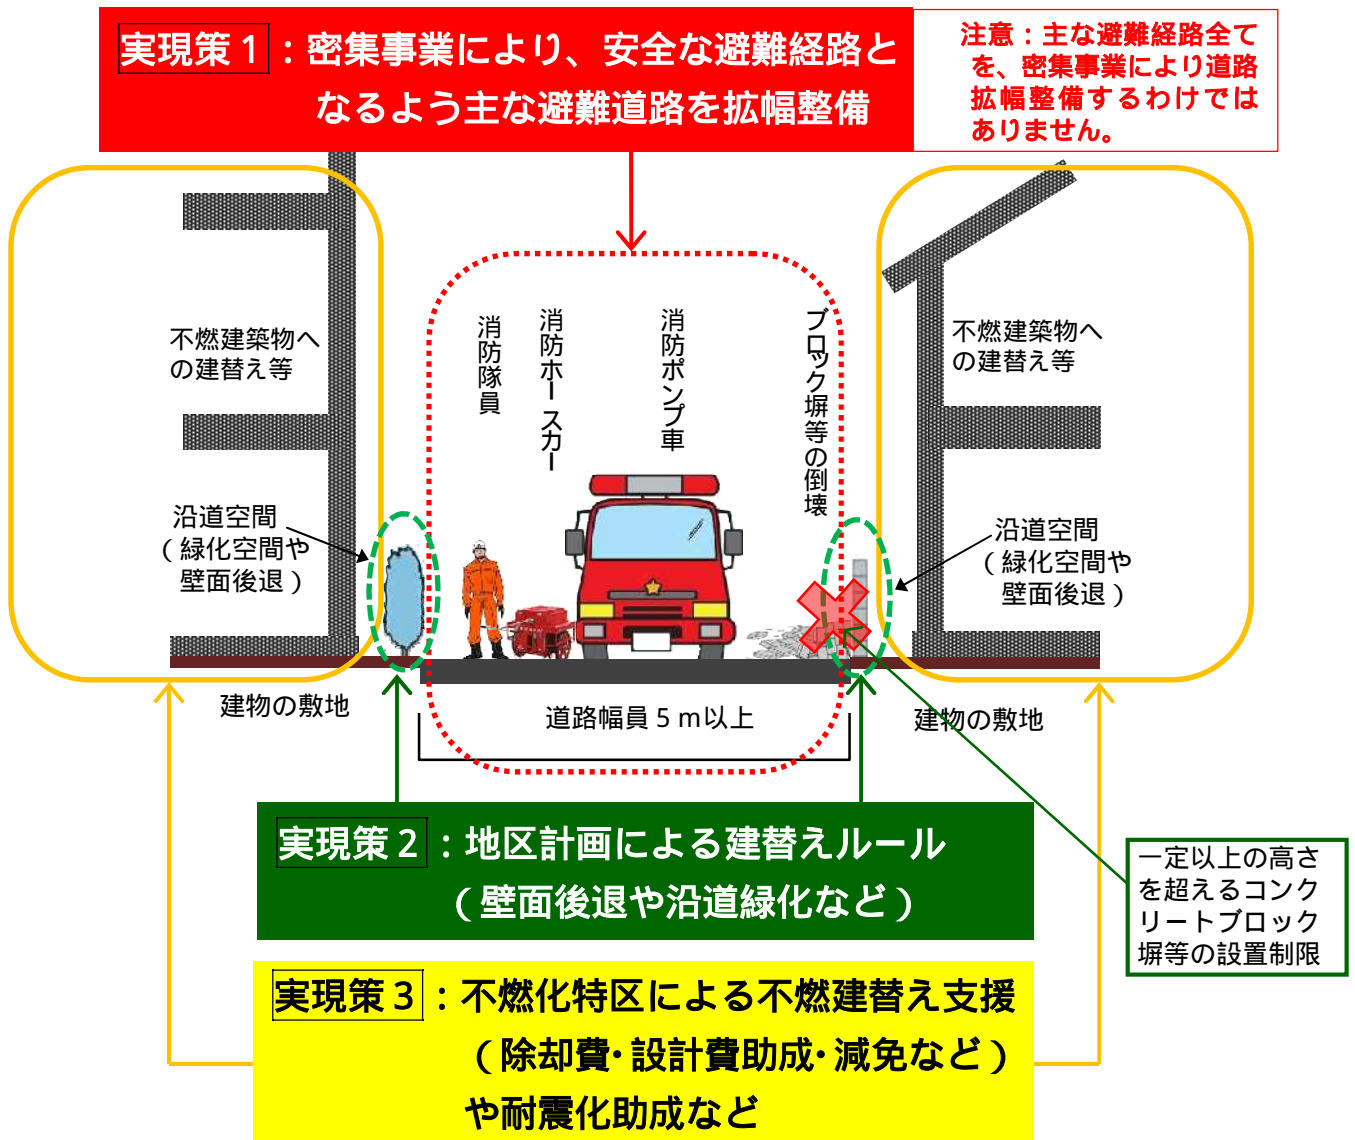 実現策１：密集事業により、安全な避難経路と
なるよう主な避難道路を拡幅整備
注意：主な避難経路全て
を、密集事業により道路
拡幅整備するわけでは
ありません。
不燃建築物へ
の建替え等
消防隊員
消防ホースカー
消防ポンプ車
ブロック塀等の倒壊
不燃建築物へ
の建替え等
沿道空間
（緑化空間や
壁面後退）
沿道空間
（緑化空間や
壁面後退）
建物の敷地
道路幅員５ｍ以上
建物の敷地
実現策２：地区計画による建替えルール
（壁面後退や沿道緑化など）
一定以上の高さ
を超えるコンク
リートブロック
塀等の設置制限
実現策３：不燃化特区による不燃建替え支援
（除却費・設計費助成・減免など）
や耐震化助成など